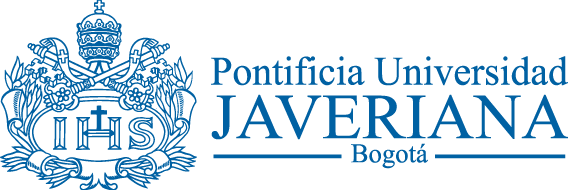 IHS
Pontificia Universidad
JAVERIANA
Bogotá